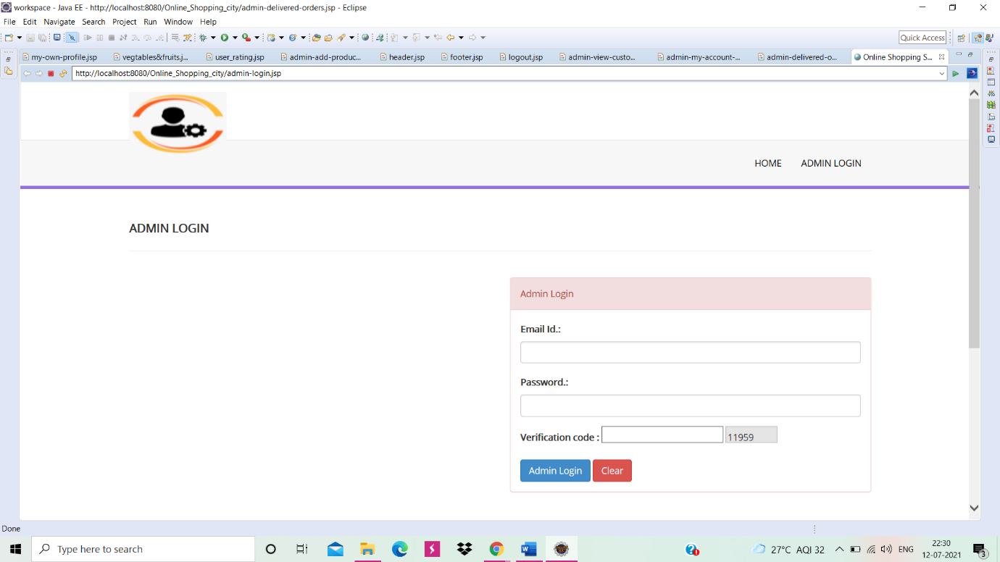 workspace - Java EE - http://localhost:8080/Online_Shopping_city/admin-delivered-orders.jsp - Eclipse
File Edit Navigate Search Project Run Window Help
Quick Access
my-own-profile.jsp vegtables&fruits.j... user_rating.jsp admin-add-produc... header.jsp footer.jsp logout.jsp admin-view-custo... admin-my-account-... admin-delivered-o... Online Shopping S...
http://localhost:8080/Online_Shopping_city/admin-login.jsp
HOME ADMIN LOGIN
ADMIN LOGIN
Admin Login
Email Id.:
Password.:
Verification code : 11959
Admin Login Clear
Done
Type here to search
27°C AQI 32 ENG 22:30
12-07-2021
3